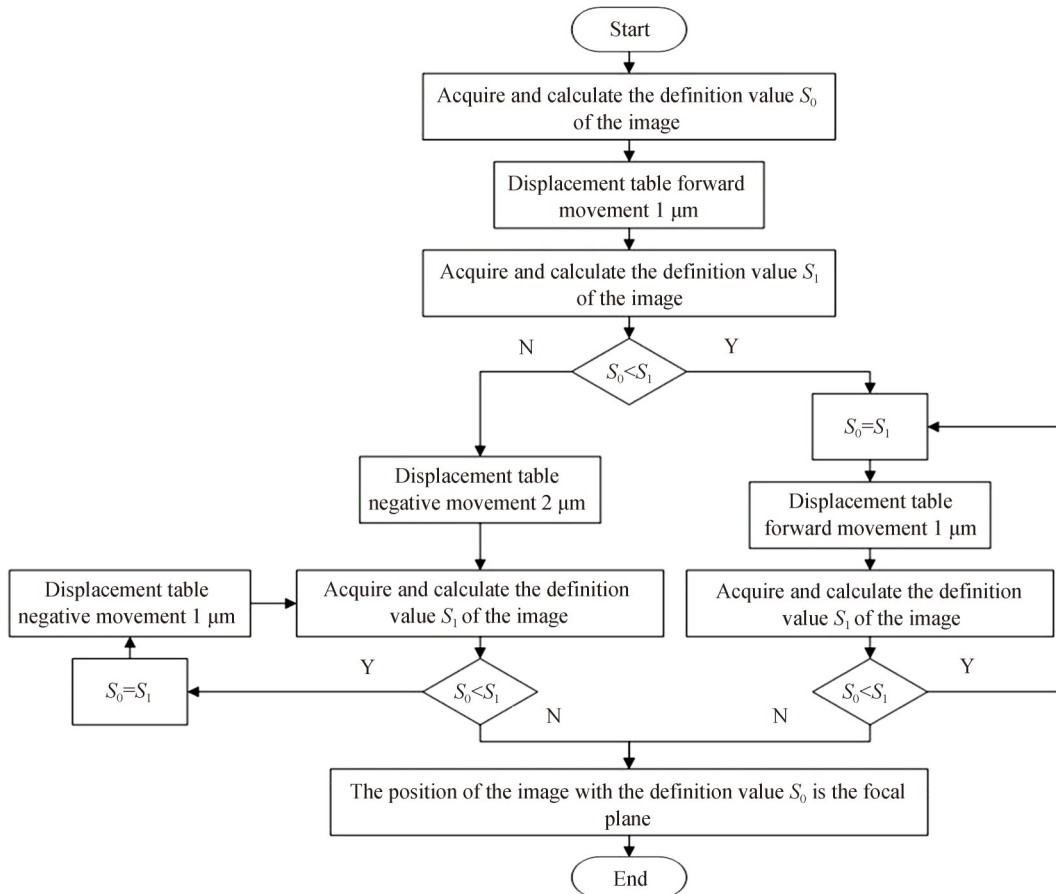 Start
Acquire and calculate the definition value S₀
of the image
Displacement table forward
movement 1 μm
Acquire and calculate the definition value S₁
of the image
N
Y
S₀<S₁
S₀=S₁
Displacement table
negative movement 2 μm
Displacement table
forward movement 1 μm
Displacement table
negative movement 1 μm
Acquire and calculate the definition
value S₁ of the image
Acquire and calculate the definition
value S₁ of the image
S₀=S₁
Y
S₀<S₁
N
N
S₀<S₁
Y
The position of the image with the definition value S₀ is the focal
plane
End